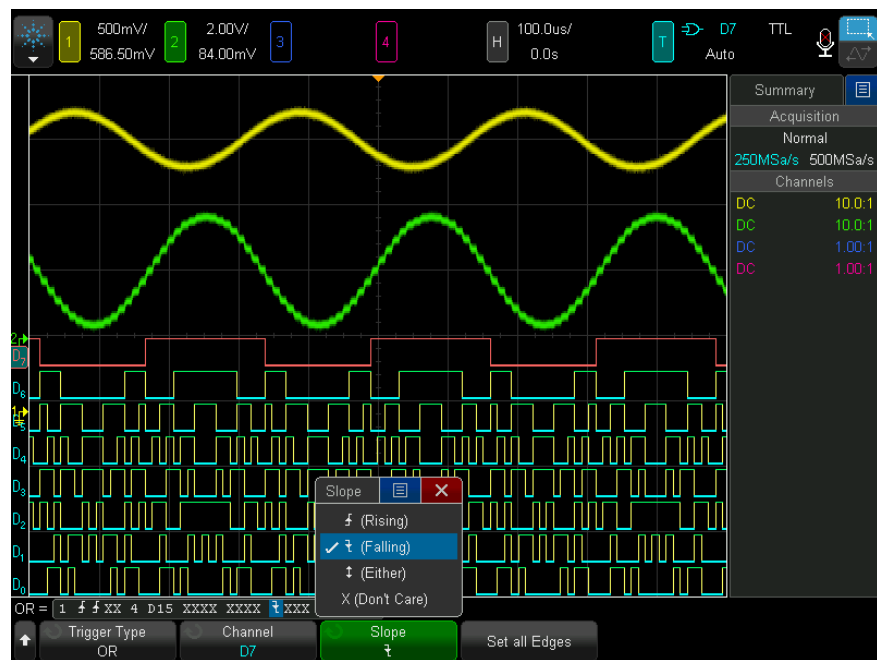 1 500mV/ 586.50mV 2 2.00V/ 84.00mV 3 4 H 100.0us/ 0.0s T D7 TTL Auto
Summary
Acquisition
Normal
250MSa/s 500MSa/s
Channels
DC 10.0:1
DC 10.0:1
DC 1.00:1
DC 1.00:1
2
D7
D6
1
D5
D4
D3
D2
D1
D0
Slope
(Rising)
(Falling)
(Either)
X (Don't Care)
OR = 1 XX 4 D15 XXXX XXXX XXX
Trigger Type
OR
Channel
D7
Slope
Set all Edges